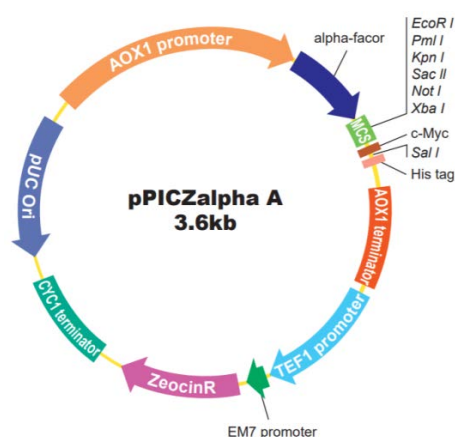 AOX1 promoter
alpha-facor
EcoR I
Pml I
Kpn I
Sac II
Not I
Xba I
MCS
c-Myc
Sal I
His tag
pUC Ori
pPICZalpha A
3.6kb
AOX1 terminator
CYC1 terminator
TEF1 promoter
ZeocinR
EM7 promoter